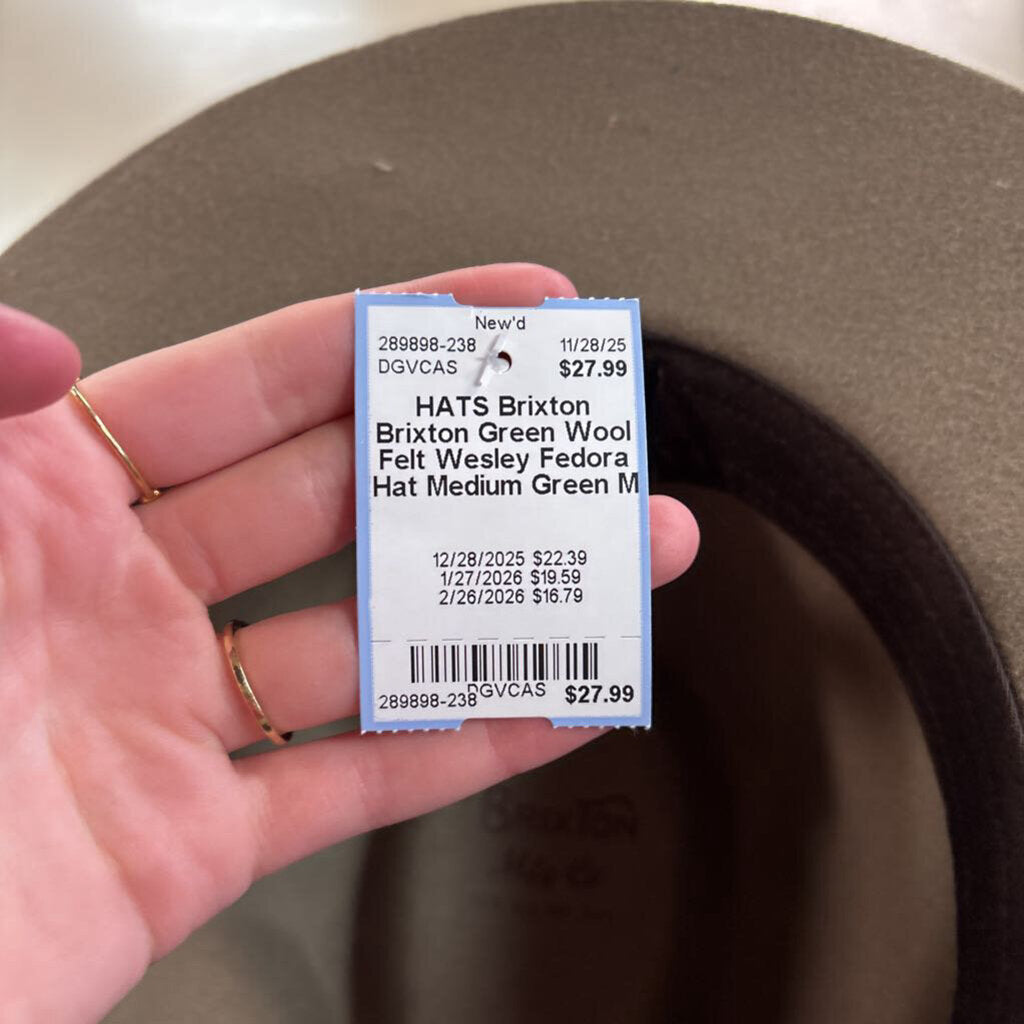 New'd
289898-238 11/28/25
DGVCAS $27.99
HATS Brixton
Brixton Green Wool
Felt Wesley Fedora
Hat Medium Green M
12/28/2025 $22.39
1/27/2026 $19.59
2/26/2026 $16.79
289898-238 DGVCAS $27.99
BRIXTON